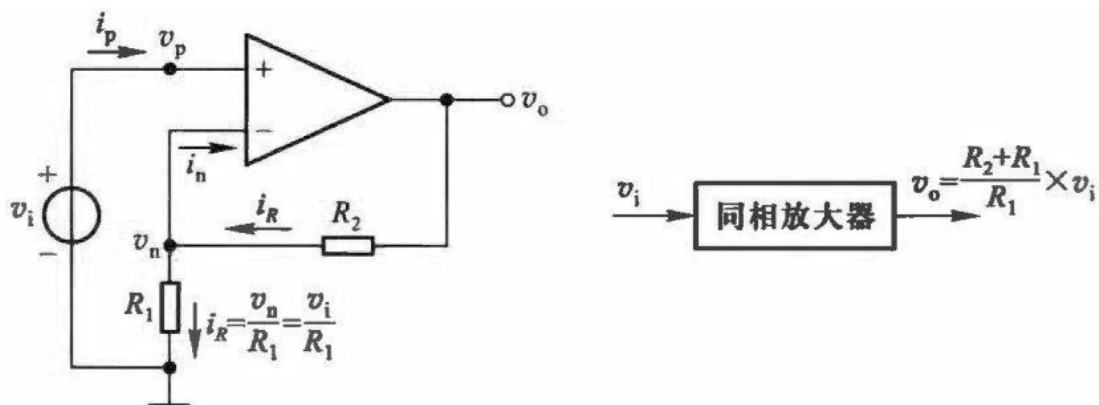 i_p
v_p
+
−
v_o
i_n
+
v_i
−
i_R
R_2
v_n
R_1
i_R=v_n/R_1=v_i/R_1
v_i
同相放大器
v_o=(R_2+R_1)/R_1×v_i